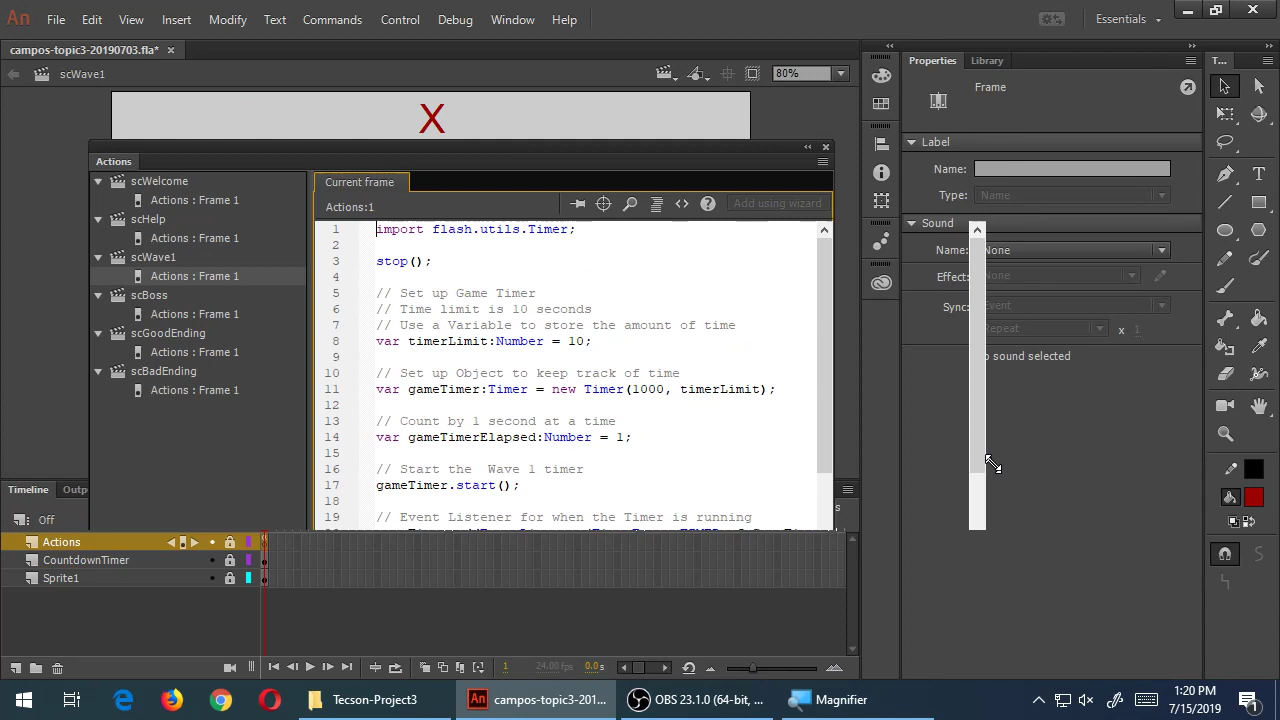 An File Edit View Insert Modify Text Commands Control Debug Window Help Essentials
campos-topic3-20190703.fla*
scWave1 80%
X
Actions
scWelcome
Actions : Frame 1
scHelp
Actions : Frame 1
scWave1
Actions : Frame 1
scBoss
Actions : Frame 1
scGoodEnding
Actions : Frame 1
scBadEnding
Actions : Frame 1
Current frame
Actions:1 Add using wizard
1 import flash.utils.Timer;
2
3 stop();
4
5 // Set up Game Timer
6 // Time limit is 10 seconds
7 // Use a Variable to store the amount of time
8 var timerLimit:Number = 10;
9
10 // Set up Object to keep track of time
11 var gameTimer:Timer = new Timer(1000, timerLimit);
12
13 // Count by 1 second at a time
14 var gameTimerElapsed:Number = 1;
15
16 // Start the  Wave 1 timer
17 gameTimer.start();
18
19 // Event Listener for when the Timer is running
Properties Library T...
Frame
Label
Name:
Type: Name
Sound
Name: None
Effect: None
Sync: Event
Repeat x 1
sound selected
Timeline Outp
Off
Actions
CountdownTimer
Sprite1
1 24.00 fps 0.0 s
Tecson-Project3
An campos-topic3-201...
OBS 23.1.0 (64-bit, ...
Magnifier
1:20 PM
7/15/2019
1